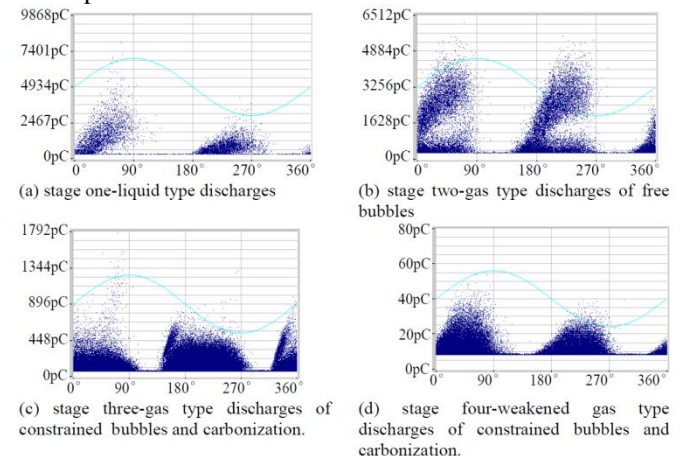 9868pC
7401pC
4934pC
2467pC
0pC
0° 90° 180° 270° 360°
(a) stage one-liquid type discharges
6512pC
4884pC
3256pC
1628pC
0pC
0° 90° 180° 270° 360°
(b) stage two-gas type discharges of free
bubbles
1792pC
1344pC
896pC
448pC
0pC
0° 90° 180° 270° 360°
(c) stage three-gas type discharges of
constrained bubbles and carbonization.
80pC
60pC
40pC
20pC
0pC
0° 90° 180° 270° 360°
(d) stage four-weakened gas type
discharges of constrained bubbles and
carbonization.